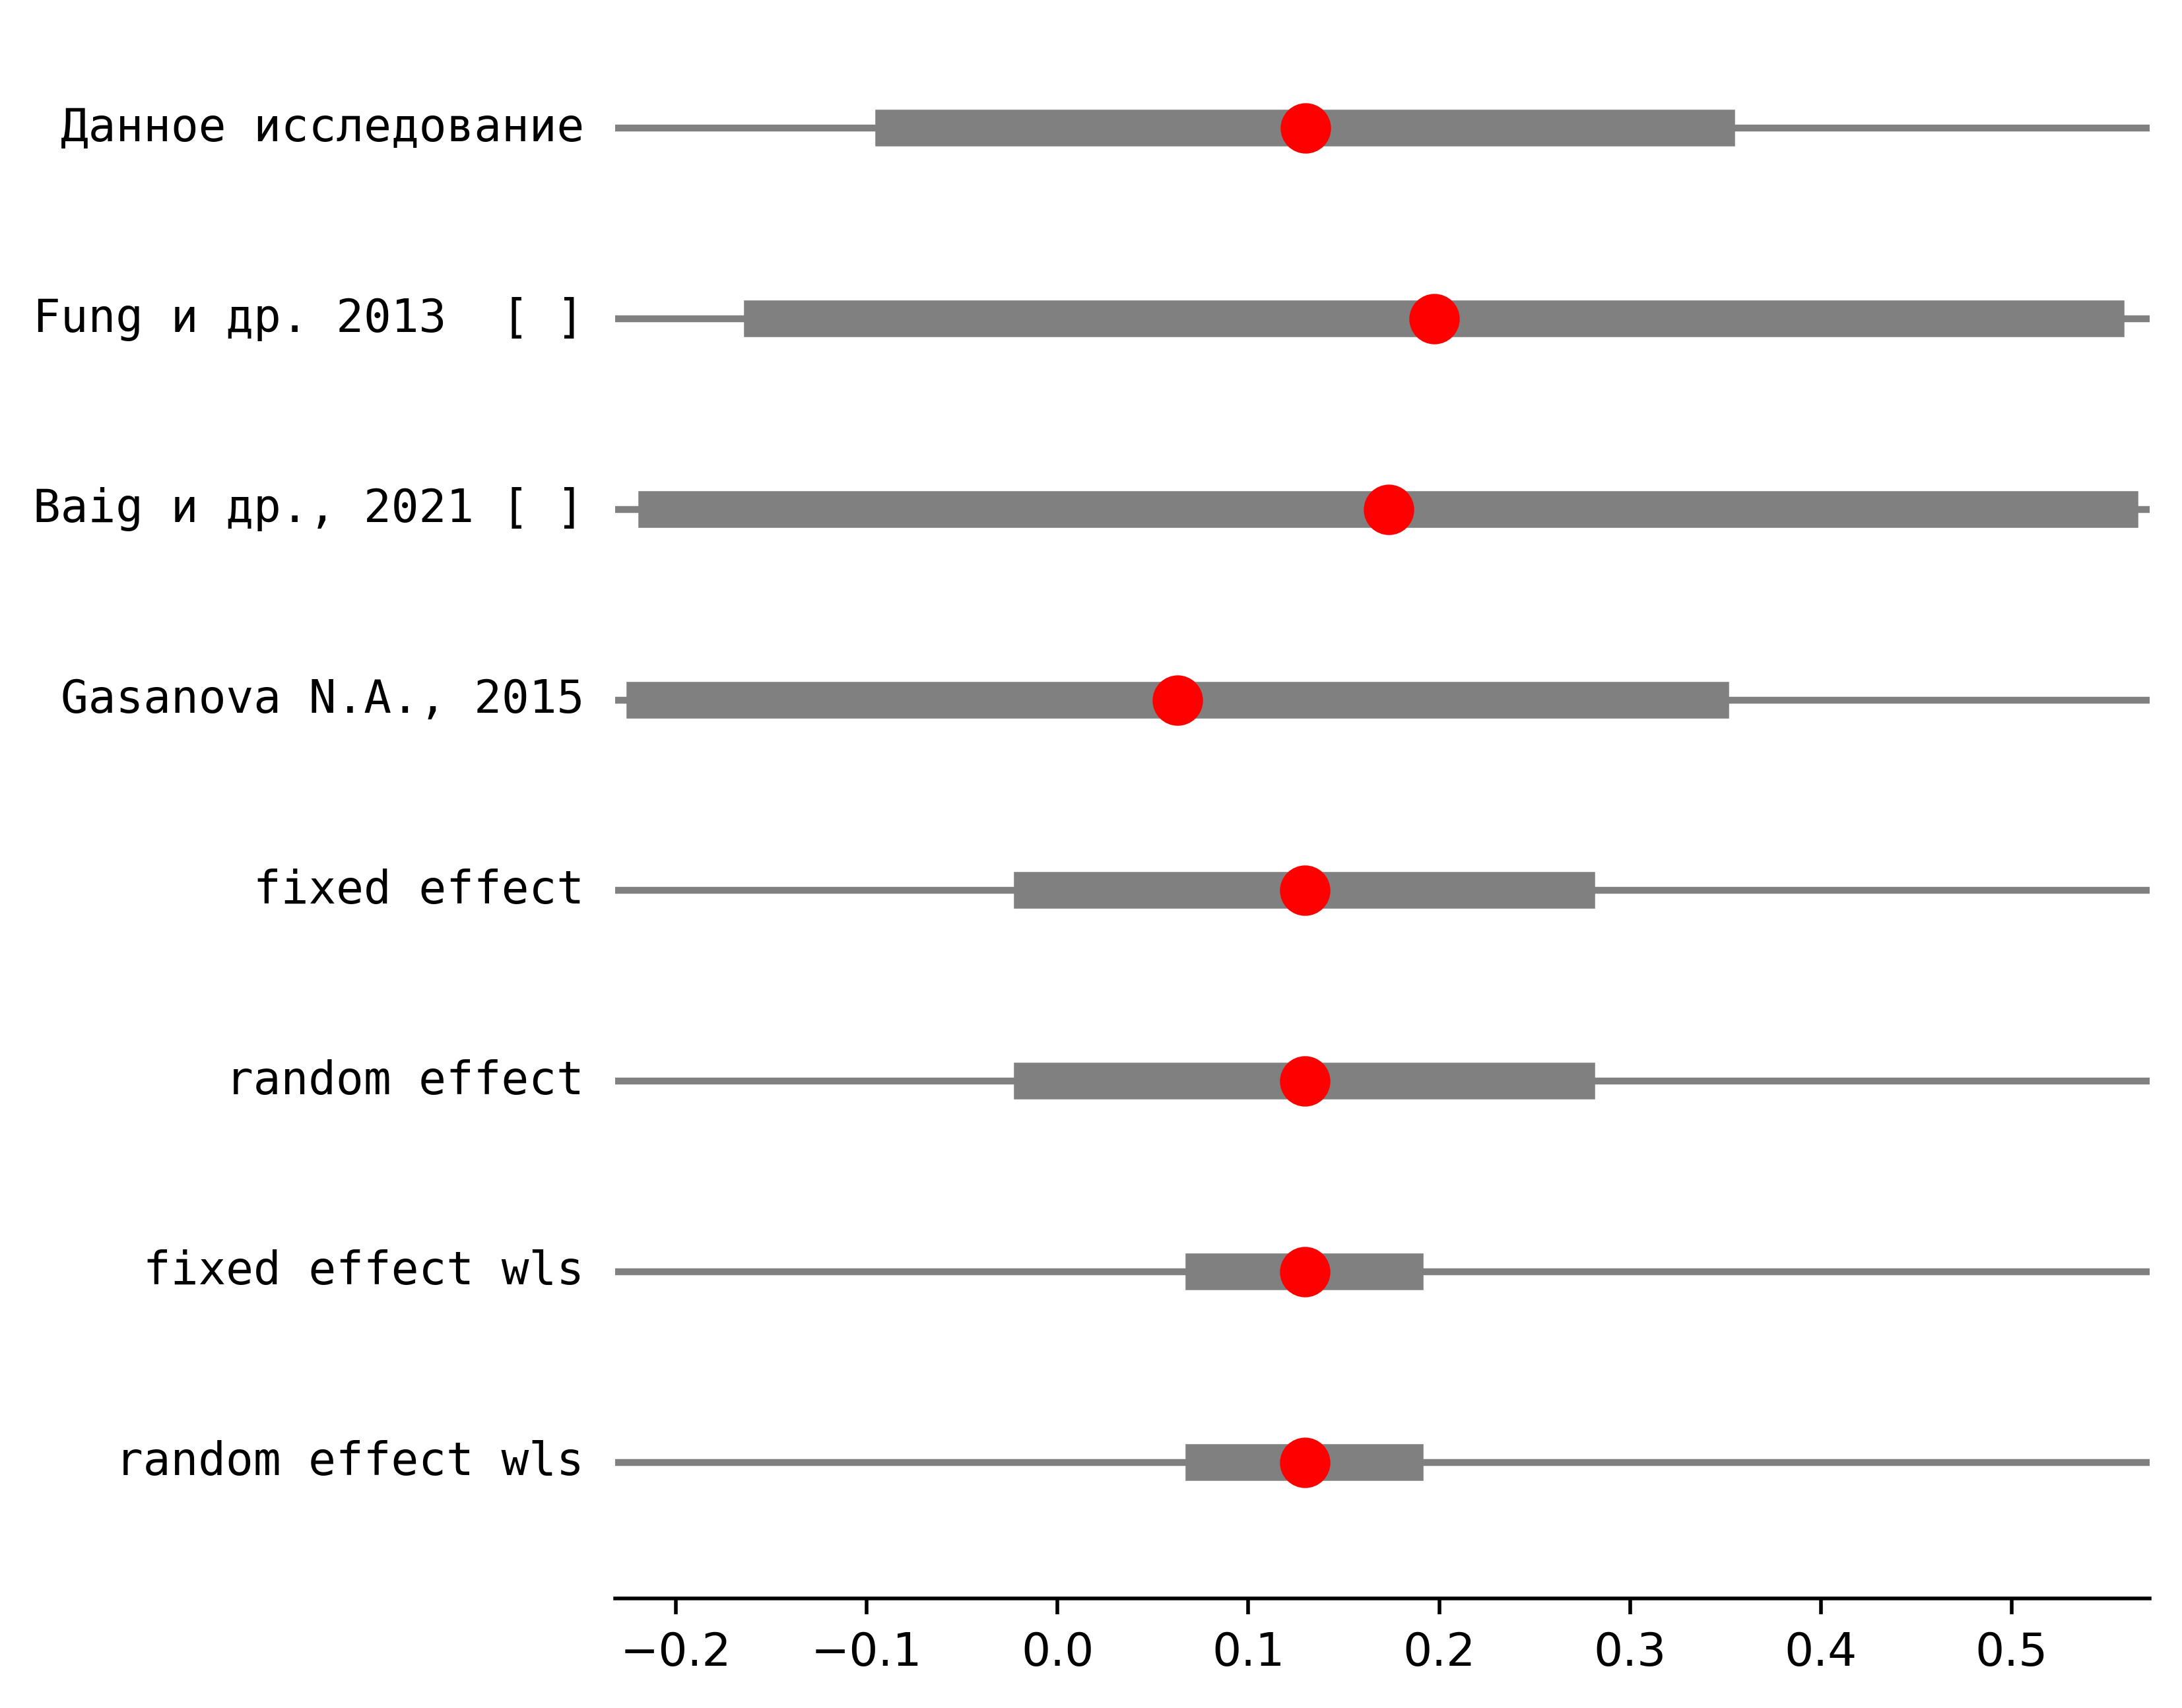 Данное исследование
Fung и др. 2013  [ ]
Baig и др., 2021 [ ]
Gasanova N.A., 2015
fixed effect
random effect
fixed effect wls
random effect wls
−0.2 −0.1 0.0 0.1 0.2 0.3 0.4 0.5